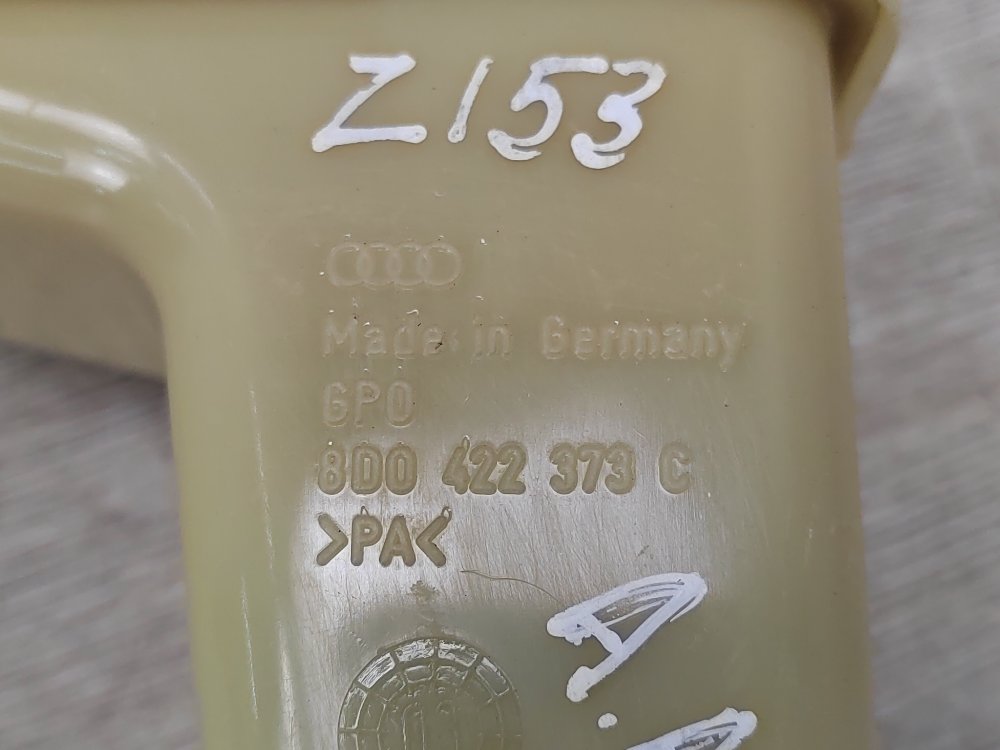 Z153
Made in Germany
GPO
8D0 422 373 C
>PA<
A.